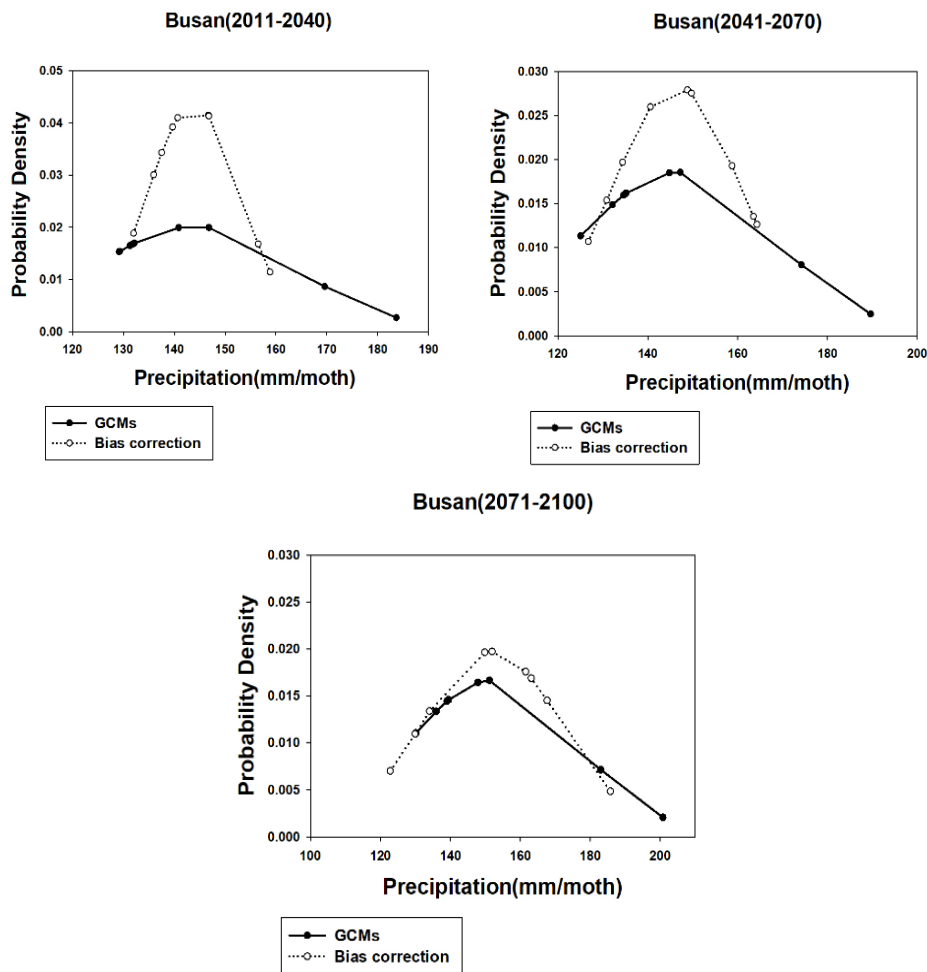 Busan(2011-2040)
0.05
0.04
0.03
0.02
0.01
0.00
Probability Density
120 130 140 150 160 170 180 190
Precipitation(mm/moth)
GCMs
Bias correction
Busan(2041-2070)
0.030
0.025
0.020
0.015
0.010
0.005
0.000
Probability Density
120 140 160 180 200
Precipitation(mm/moth)
GCMs
Bias correction
Busan(2071-2100)
0.030
0.025
0.020
0.015
0.010
0.005
0.000
Probability Density
100 120 140 160 180 200
Precipitation(mm/moth)
GCMs
Bias correction